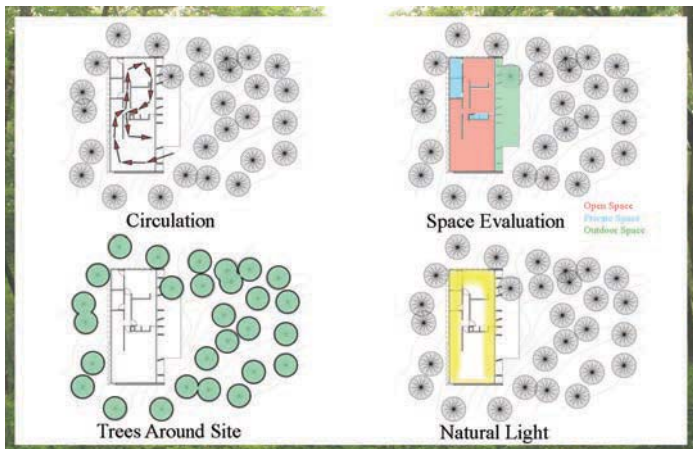 Circulation
Space Evaluation
Open Space
Private Space
Outdoor Space
Trees Around Site
Natural Light